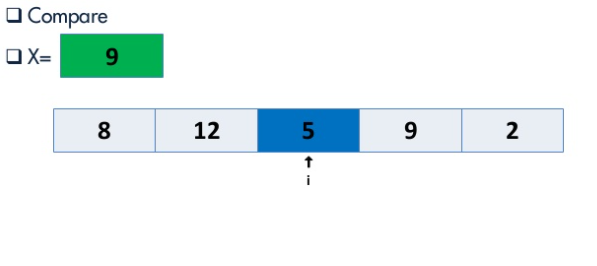 ❑ Compare
❑ X= 9
8 12 5 9 2
↑
i